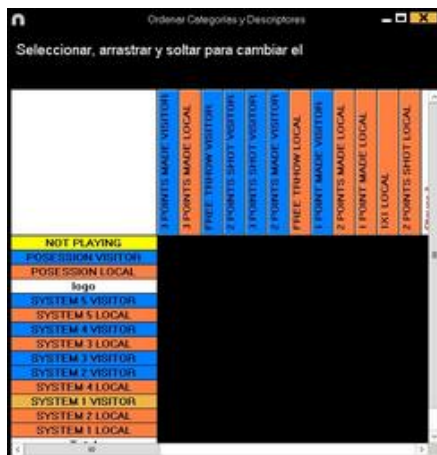 Ordenar Categorías y Descriptores
Seleccionar, arrastrar y soltar para cambiar el
3 POINTS MADE VISITOR
3 POINTS MADE LOCAL
FREE TRHOW VISITOR
2 POINTS SHOT VISITOR
3 POINTS SHOT VISITOR
2 POINTS MADE VISITOR
FREE TRHOW LOCAL
1 POINT MADE VISITOR
2 POINTS MADE LOCAL
1 POINT MADE LOCAL
1X1 LOCAL
2 POINTS SHOT LOCAL
NOT PLAYING
POSESSION VISITOR
POSESSION LOCAL
logo
SYSTEM 5 VISITOR
SYSTEM 5 LOCAL
SYSTEM 4 VISITOR
SYSTEM 3 LOCAL
SYSTEM 3 VISITOR
SYSTEM 2 VISITOR
SYSTEM 4 LOCAL
SYSTEM 1 VISITOR
SYSTEM 2 LOCAL
SYSTEM 1 LOCAL